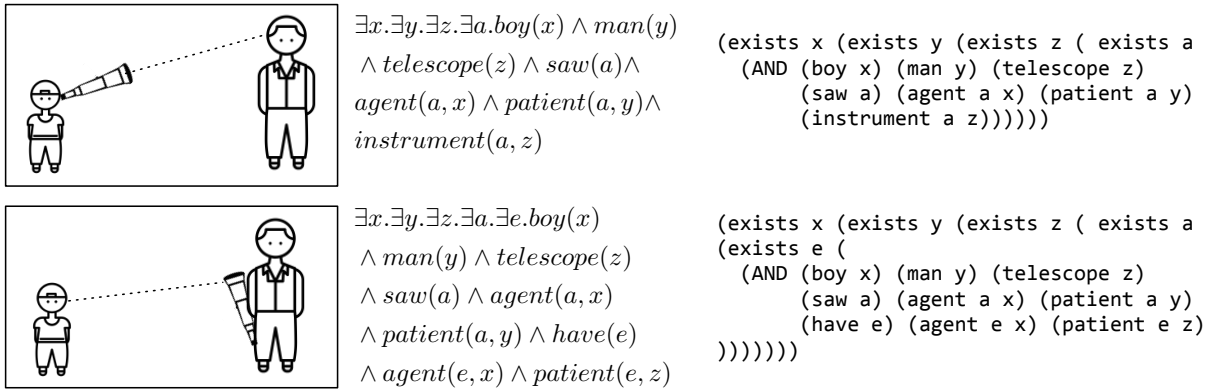 ∃x.∃y.∃z.∃a.boy(x) ∧ man(y)
∧ telescope(z) ∧ saw(a)∧
agent(a, x) ∧ patient(a, y)∧
instrument(a, z)
(exists x (exists y (exists z ( exists a
(AND (boy x) (man y) (telescope z)
(saw a) (agent a x) (patient a y)
(instrument a z))))))
∃x.∃y.∃z.∃a.∃e.boy(x)
∧ man(y) ∧ telescope(z)
∧ saw(a) ∧ agent(a, x)
∧ patient(a, y) ∧ have(e)
∧ agent(e, x) ∧ patient(e, z)
(exists x (exists y (exists z ( exists a
(exists e (
(AND (boy x) (man y) (telescope z)
(saw a) (agent a x) (patient a y)
(have e) (agent e x) (patient e z)
)))))))